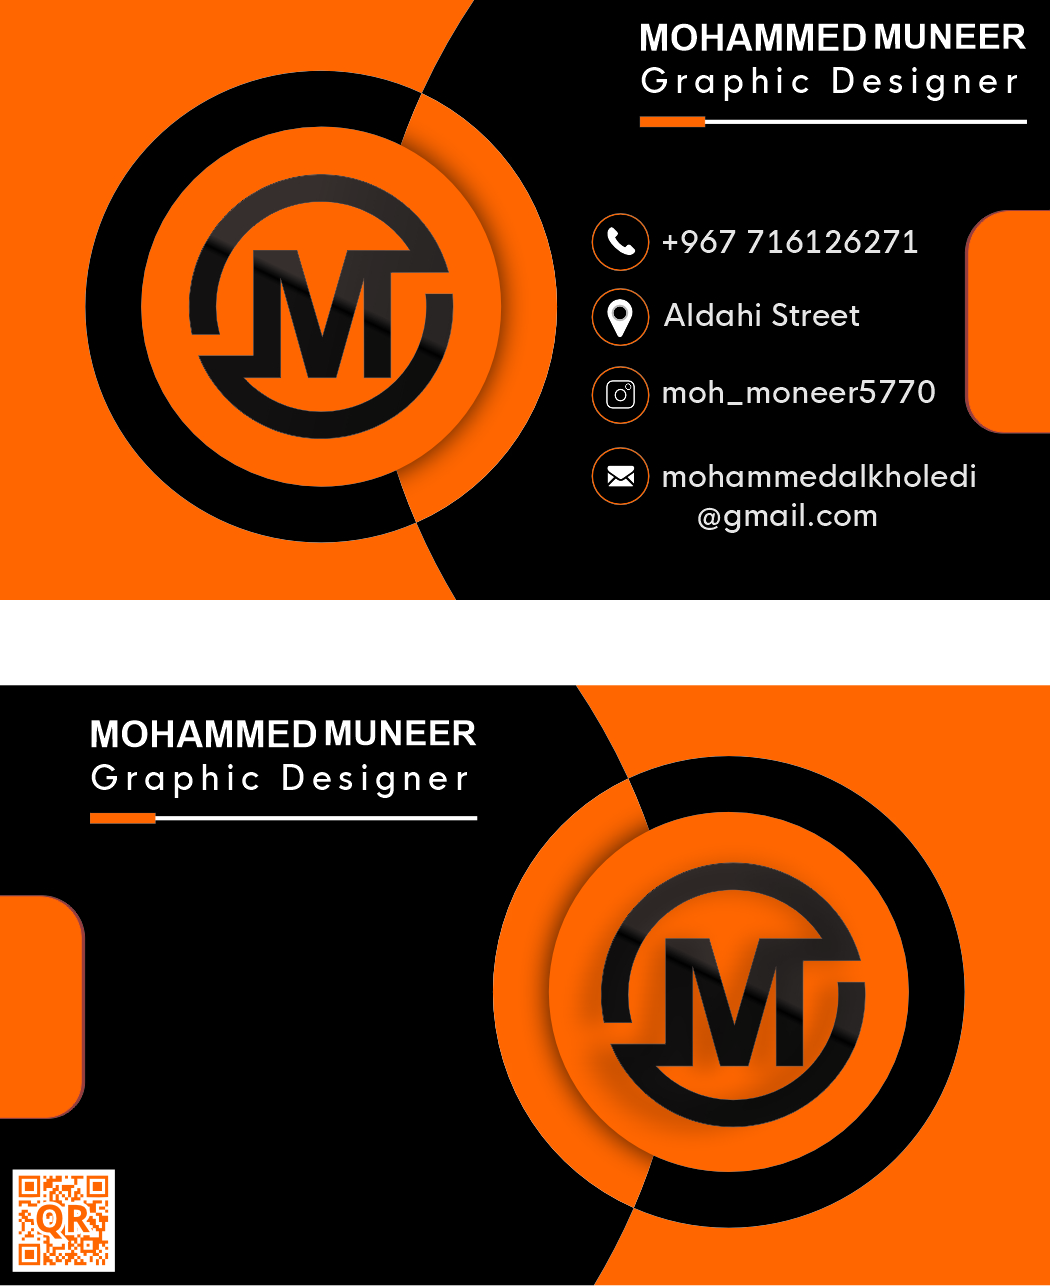 MOHAMMED MUNEER
Graphic Designer
M
+967 716126271
Aldahi Street
moh_moneer5770
mohammedalkholedi
@gmail.com
MOHAMMED MUNEER
Graphic Designer
M
QR